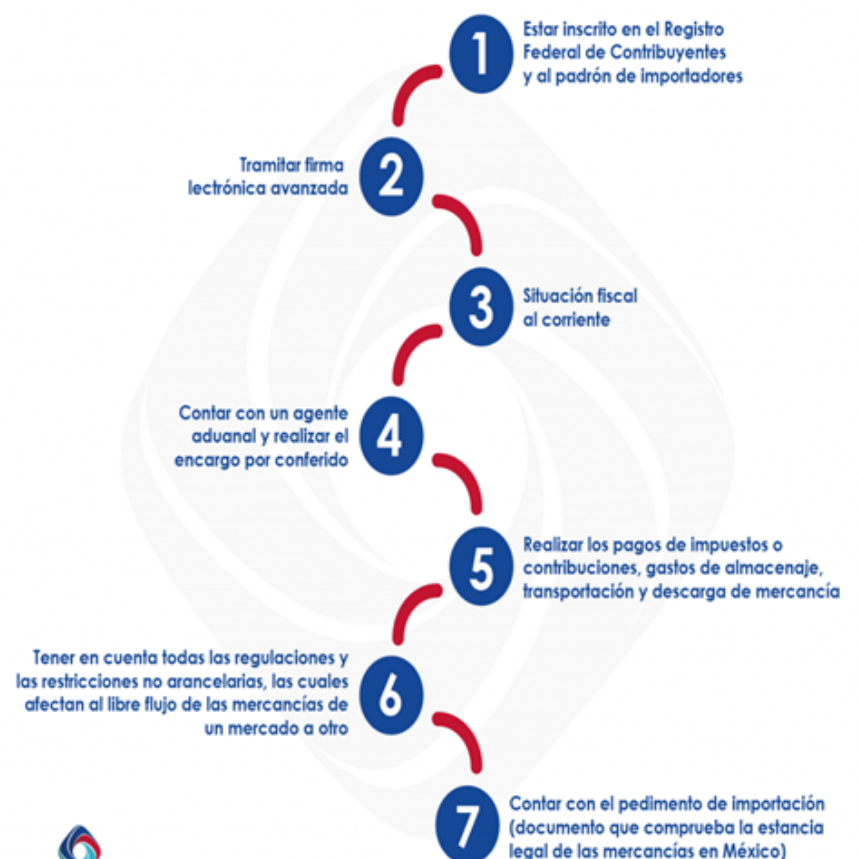 1
Estar inscrito en el Registro
Federal de Contribuyentes
y al padrón de importadores
2
Tramitar firma
lectrónica avanzada
3
Situación fiscal
al corriente
4
Contar con un agente
aduanal y realizar el
encargo por conferido
5
Realizar los pagos de impuestos o
contribuciones, gastos de almacenaje,
transportación y descarga de mercancía
6
Tener en cuenta todas las regulaciones y
las restricciones no arancelarias, las cuales
afectan al libre flujo de las mercancías de
un mercado a otro
7
Contar con el pedimento de importación
(documento que comprueba la estancia
legal de las mercancías en México)